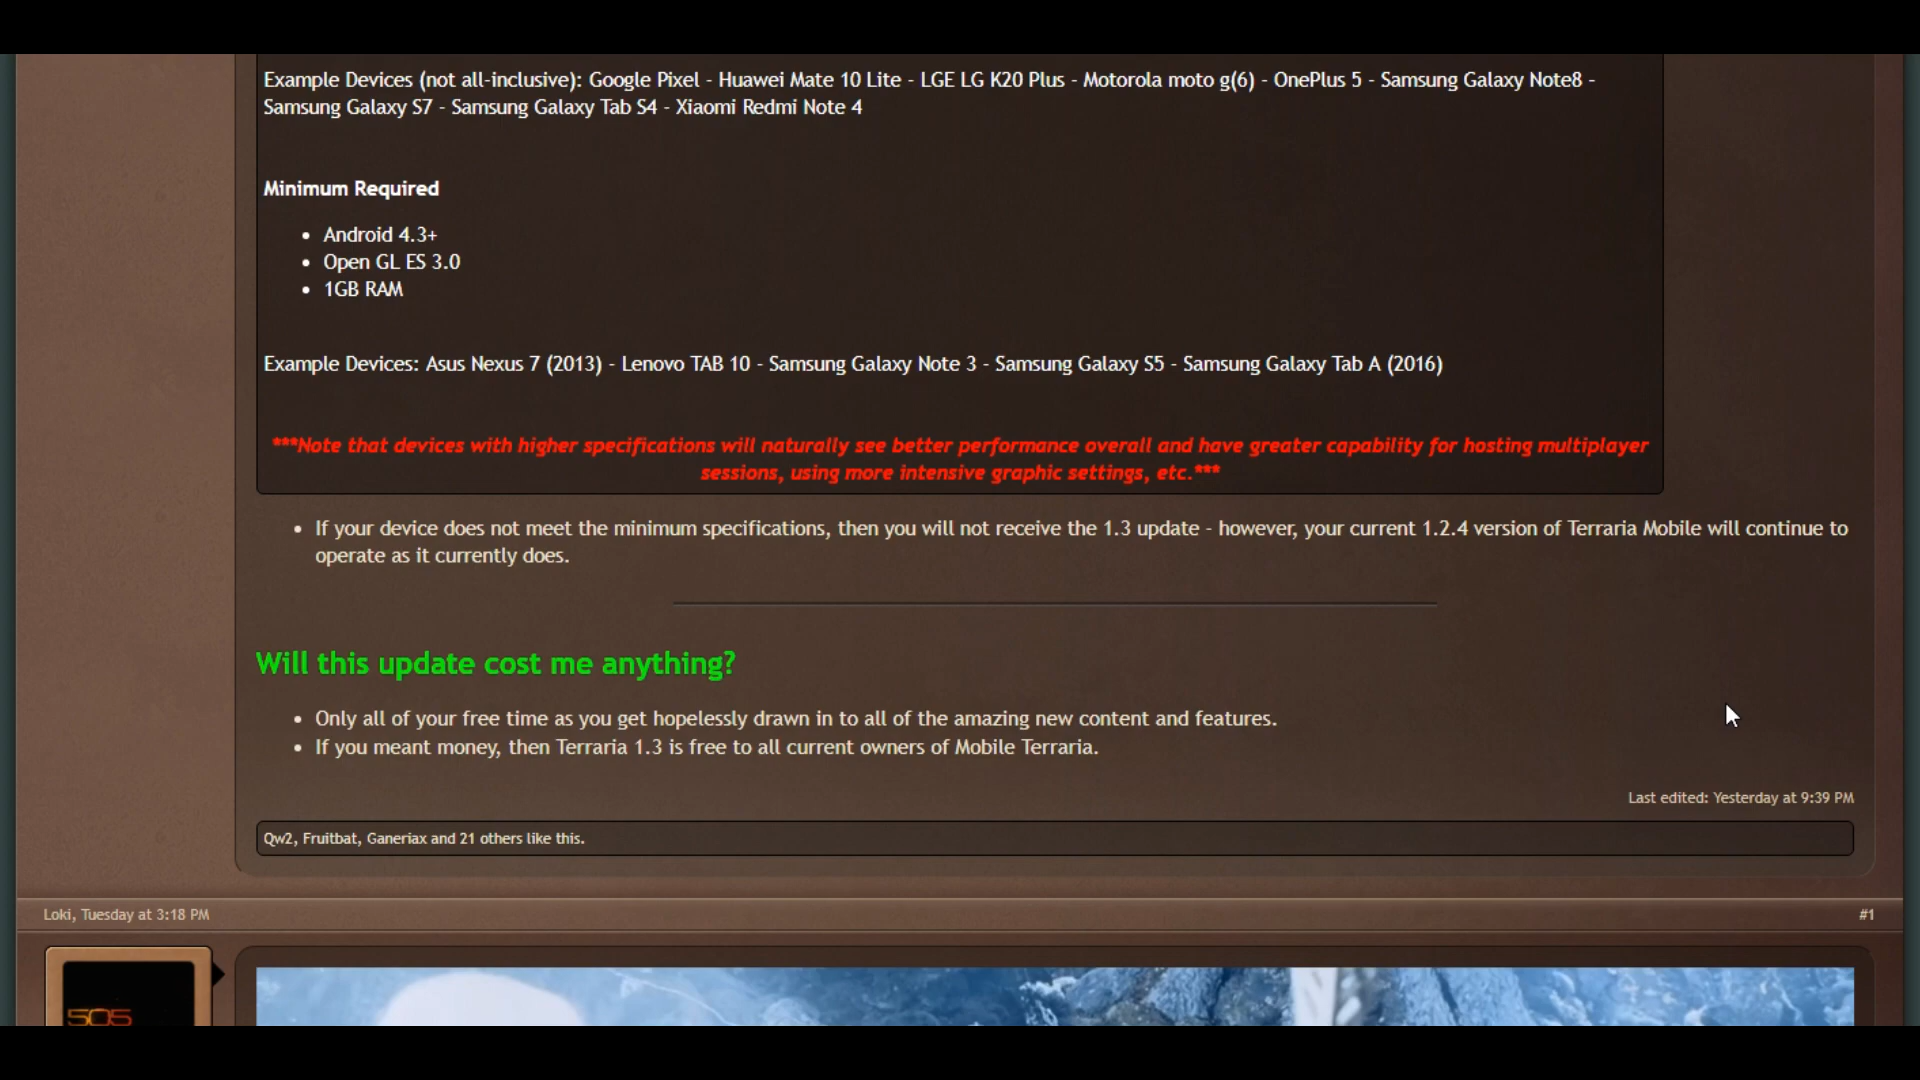 Example Devices (not all-inclusive): Google Pixel - Huawei Mate 10 Lite - LGE LG K20 Plus - Motorola moto g(6) - OnePlus 5 - Samsung Galaxy Note8 -
Samsung Galaxy S7 - Samsung Galaxy Tab S4 - Xiaomi Redmi Note 4
Minimum Required
• Android 4.3+
• Open GL ES 3.0
• 1GB RAM
Example Devices: Asus Nexus 7 (2013) - Lenovo TAB 10 - Samsung Galaxy Note 3 - Samsung Galaxy S5 - Samsung Galaxy Tab A (2016)
***Note that devices with higher specifications will naturally see better performance overall and have greater capability for hosting multiplayer
sessions, using more intensive graphic settings, etc.***
• If your device does not meet the minimum specifications, then you will not receive the 1.3 update - however, your current 1.2.4 version of Terraria Mobile will continue to
operate as it currently does.
Will this update cost me anything?
• Only all of your free time as you get hopelessly drawn in to all of the amazing new content and features.
• If you meant money, then Terraria 1.3 is free to all current owners of Mobile Terraria.
Last edited: Yesterday at 9:39 PM
Qw2, Fruitbat, Ganeriax and 21 others like this.
Loki, Tuesday at 3:18 PM
#1
505